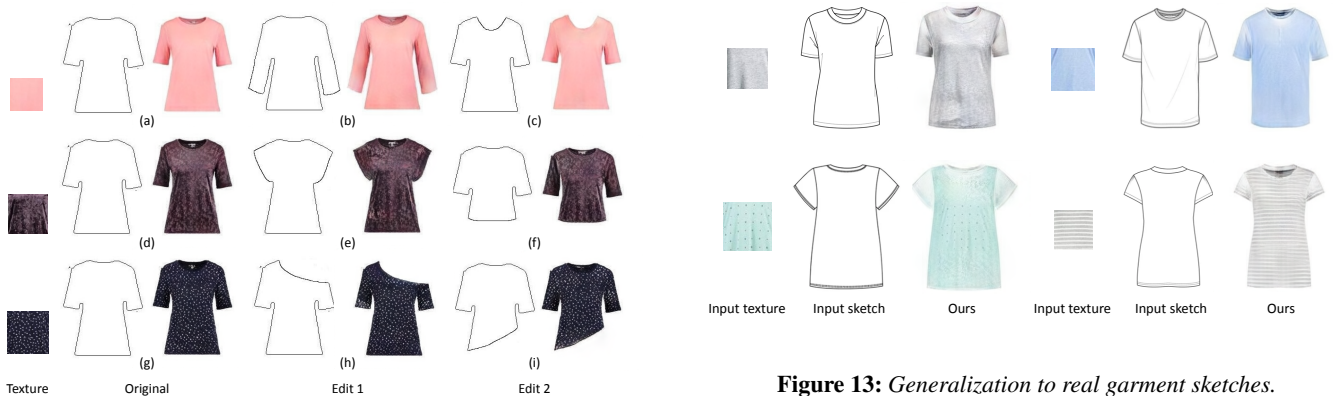 (a) (b) (c)
(d) (e) (f)
(g) (h) (i)
Texture Original Edit 1 Edit 2
Input texture Input sketch Ours Input texture Input sketch Ours
Figure 13: Generalization to real garment sketches.